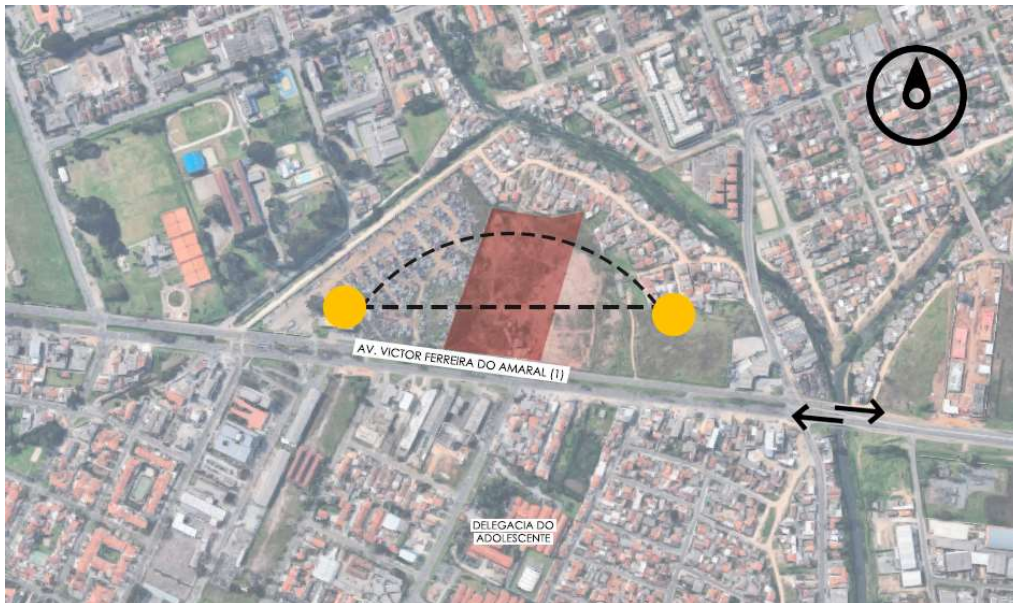 AV. VICTOR FERREIRA DO AMARAL (1)
DELEGACIA DO
ADOLESCENTE